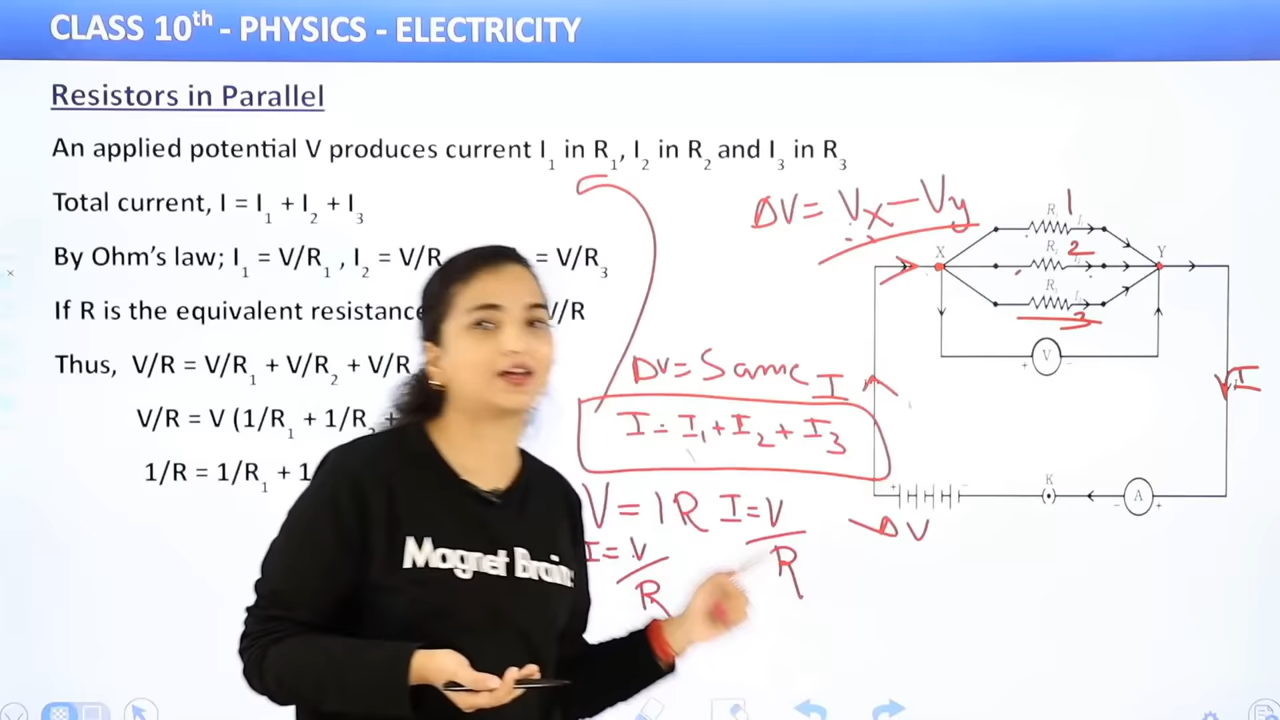 CLASS 10th - PHYSICS - ELECTRICITY
Resistors in Parallel
An applied potential V produces current I1 in R1, I2 in R2 and I3 in R3
Total current, I = I1 + I2 + I3
By Ohm's law; I1 = V/R1 , I2 = V/R = V/R3
If R is the equivalent resistance V/R
Thus, V/R = V/R1 + V/R2 + V/R
V/R = V (1/R1 + 1/R2 +
1/R = 1/R1 + 1
ΔV = Vx - Vy
X
Y
1
2
3
V
+ -
I
I
ΔV = Same
I = I1 + I2 + I3
V = IR I = V/R
I = V/R
ΔV
+ -
K
- A +
Magnet Brain